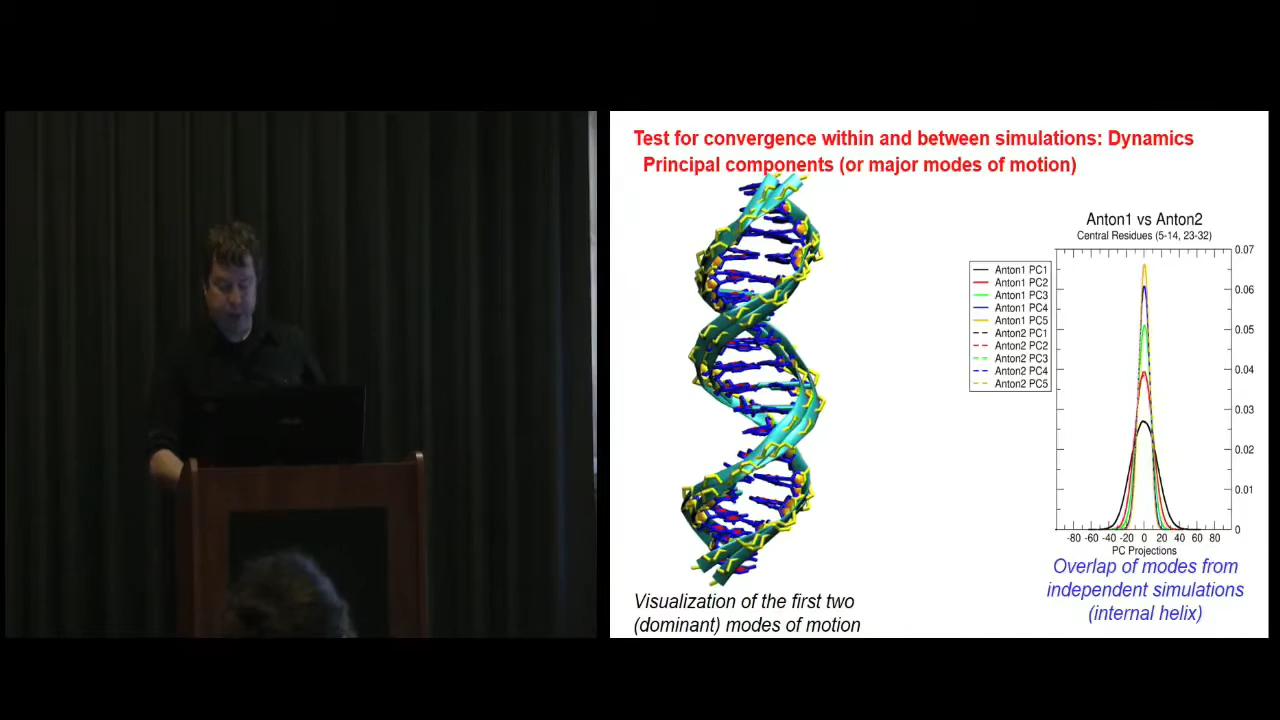 Test for convergence within and between simulations: Dynamics
Principal components (or major modes of motion)
Anton1 vs Anton2
Central Residues (5-14, 23-32)
Anton1 PC1
Anton1 PC2
Anton1 PC3
Anton1 PC4
Anton1 PC5
Anton2 PC1
Anton2 PC2
Anton2 PC3
Anton2 PC4
Anton2 PC5
0.07
0.06
0.05
0.04
0.03
0.02
0.01
0
-80 -60 -40 -20 0 20 40 60 80
PC Projections
Overlap of modes from
independent simulations
(internal helix)
Visualization of the first two
(dominant) modes of motion